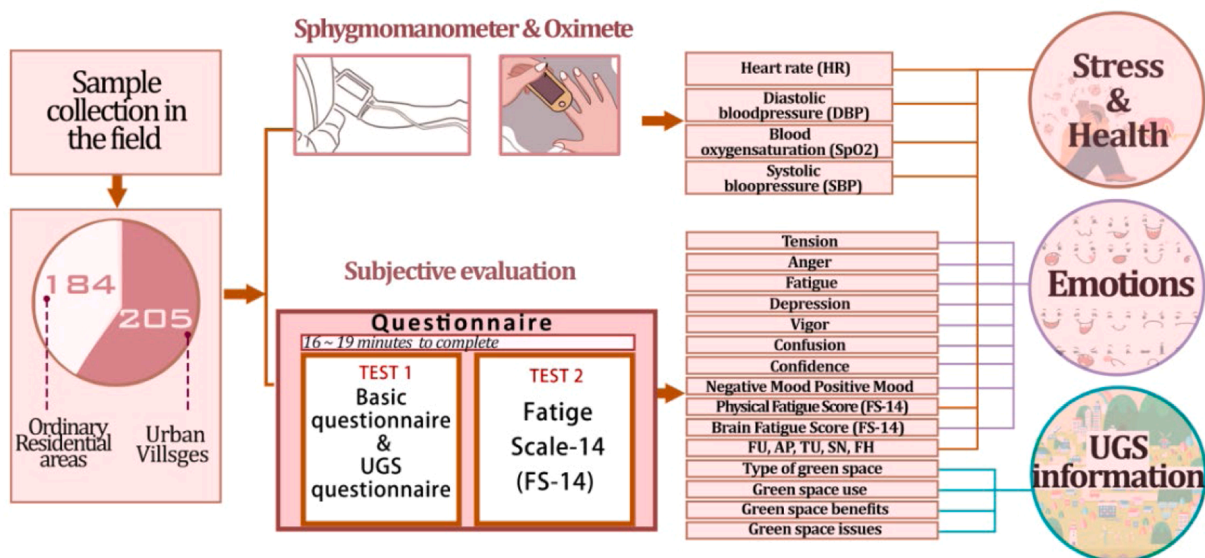 Sample
collection in
the field
184
205
Ordinary
Residential
areas
Urban
Villsges
Sphygmomanometer & Oximete
Subjective evaluation
Questionnaire
16 ~ 19 minutes to complete
TEST 1
Basic
questionnaire
&
UGS
questionnaire
TEST 2
Fatige
Scale-14
(FS-14)
Heart rate (HR)
Diastolic
bloodpressure (DBP)
Blood
oxygensaturation (SpO2)
Systolic
bloopressure (SBP)
Tension
Anger
Fatigue
Depression
Vigor
Confusion
Confidence
Negative Mood Positive Mood
Physical Fatigue Score (FS-14)
Brain Fatigue Score (FS-14)
FU, AP, TU, SN, FH
Type of green space
Green space use
Green space benefits
Green space issues
Stress
&
Health
Emotions
UGS
information